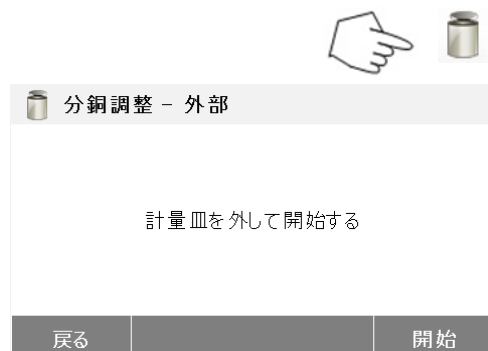 分銅調整 – 外部
計量皿を外して開始する
戻る
開始